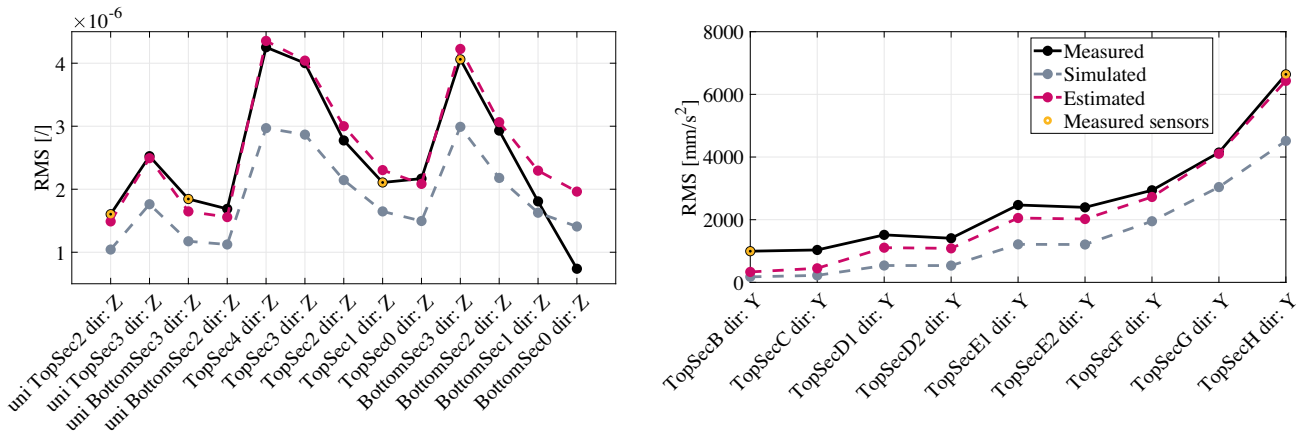 ×10⁻⁶
4
3
2
1
RMS [/]
uni TopSec2 dir: Z
uni TopSec3 dir: Z
uni BottomSec3 dir: Z
uni BottomSec2 dir: Z
TopSec4 dir: Z
TopSec3 dir: Z
TopSec2 dir: Z
TopSec1 dir: Z
TopSec0 dir: Z
BottomSec3 dir: Z
BottomSec2 dir: Z
BottomSec1 dir: Z
BottomSec0 dir: Z
8000
6000
4000
2000
0
RMS [mm/s²]
Measured
Simulated
Estimated
Measured sensors
TopSecB dir: Y
TopSecC dir: Y
TopSecD1 dir: Y
TopSecD2 dir: Y
TopSecE1 dir: Y
TopSecE2 dir: Y
TopSecF dir: Y
TopSecG dir: Y
TopSecH dir: Y